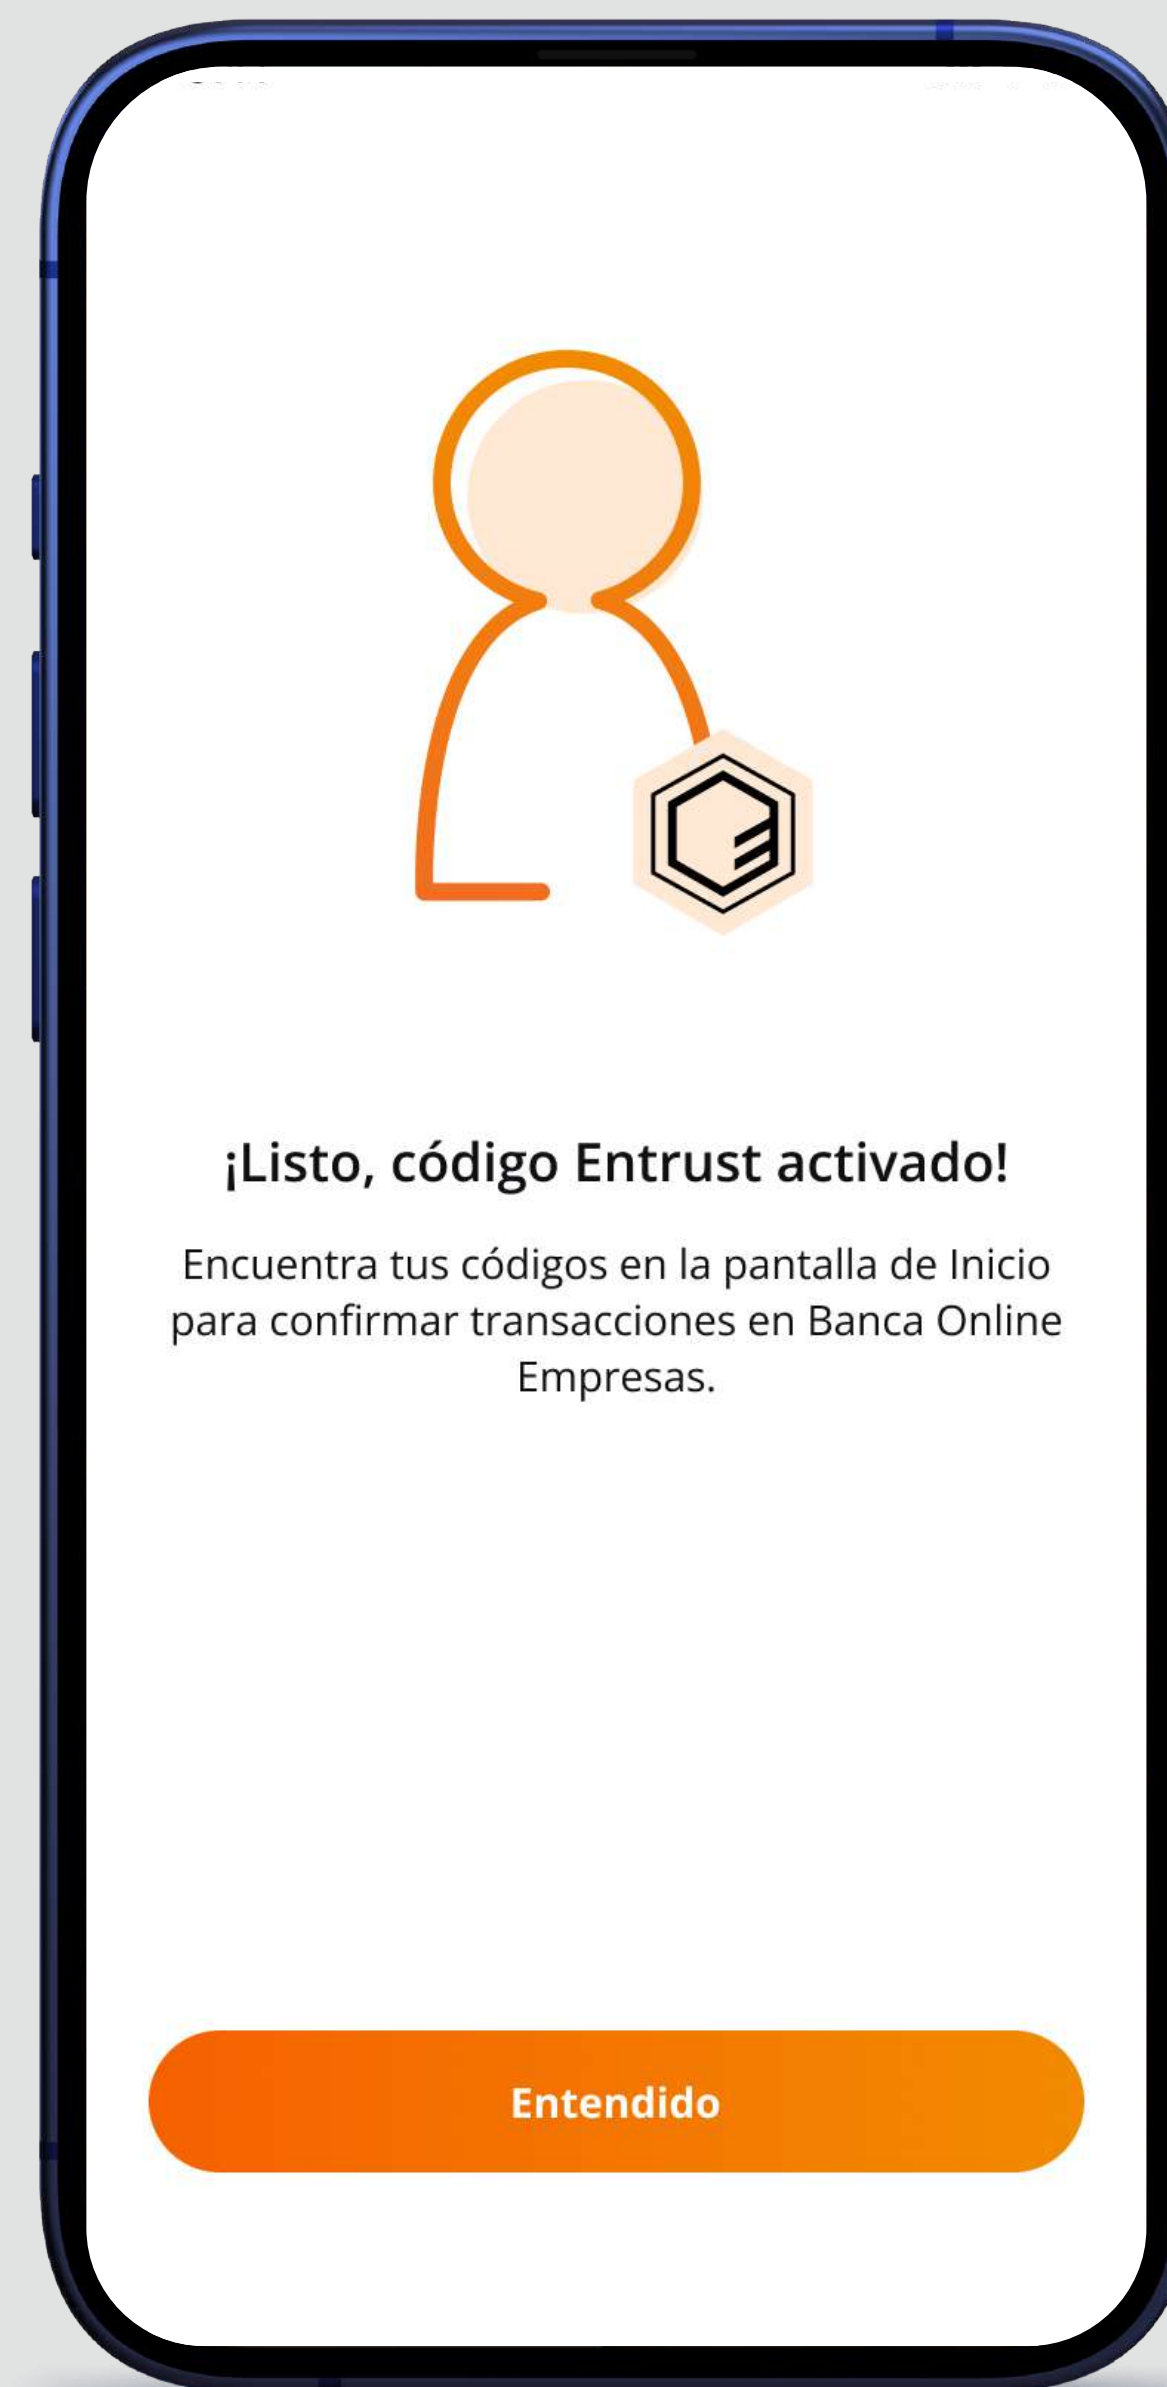 ¡Listo, código Entrust activado!
Encuentra tus códigos en la pantalla de Inicio
para confirmar transacciones en Banca Online
Empresas.
Entendido